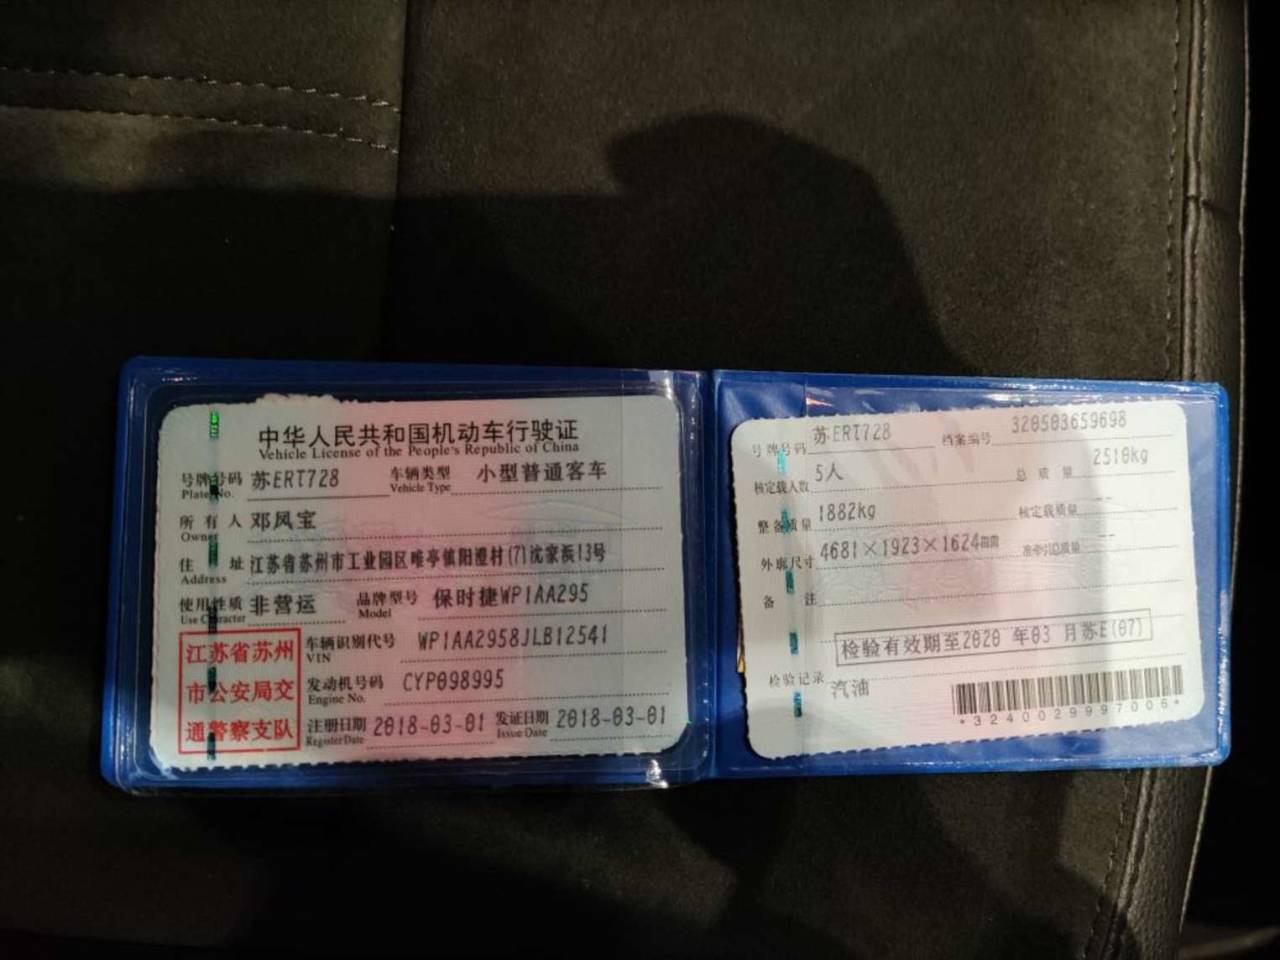 中华人民共和国机动车行驶证
Vehicle License of the People's Republic of China
号牌号码 苏ERT728 车辆类型 小型普通客车
Plate No. Vehicle Type
所有人 邓凤宝
Owner
住址 江苏省苏州市工业园区唯亭镇阳澄村(7)沈家浜13号
Address
使用性质 非营运 品牌型号 保时捷WP1AA295
Use Character Model
江苏省苏州
市公安局交
通警察支队
车辆识别代号 WP1AA2958JLB12541
VIN
发动机号码 CYP098995
Engine No.
注册日期 2018-03-01 发证日期 2018-03-01
Register Date Issue Date
号牌号码 苏ERT728 档案编号 320503659698
核定载人数 5人 总质量 2510kg
整备质量 1882kg 核定载质量 --
外廓尺寸 4681×1923×1624mm 准牵引总质量 --
备注
检验有效期至2020年03月苏E(07)
检验记录 汽油
*3240029997006*